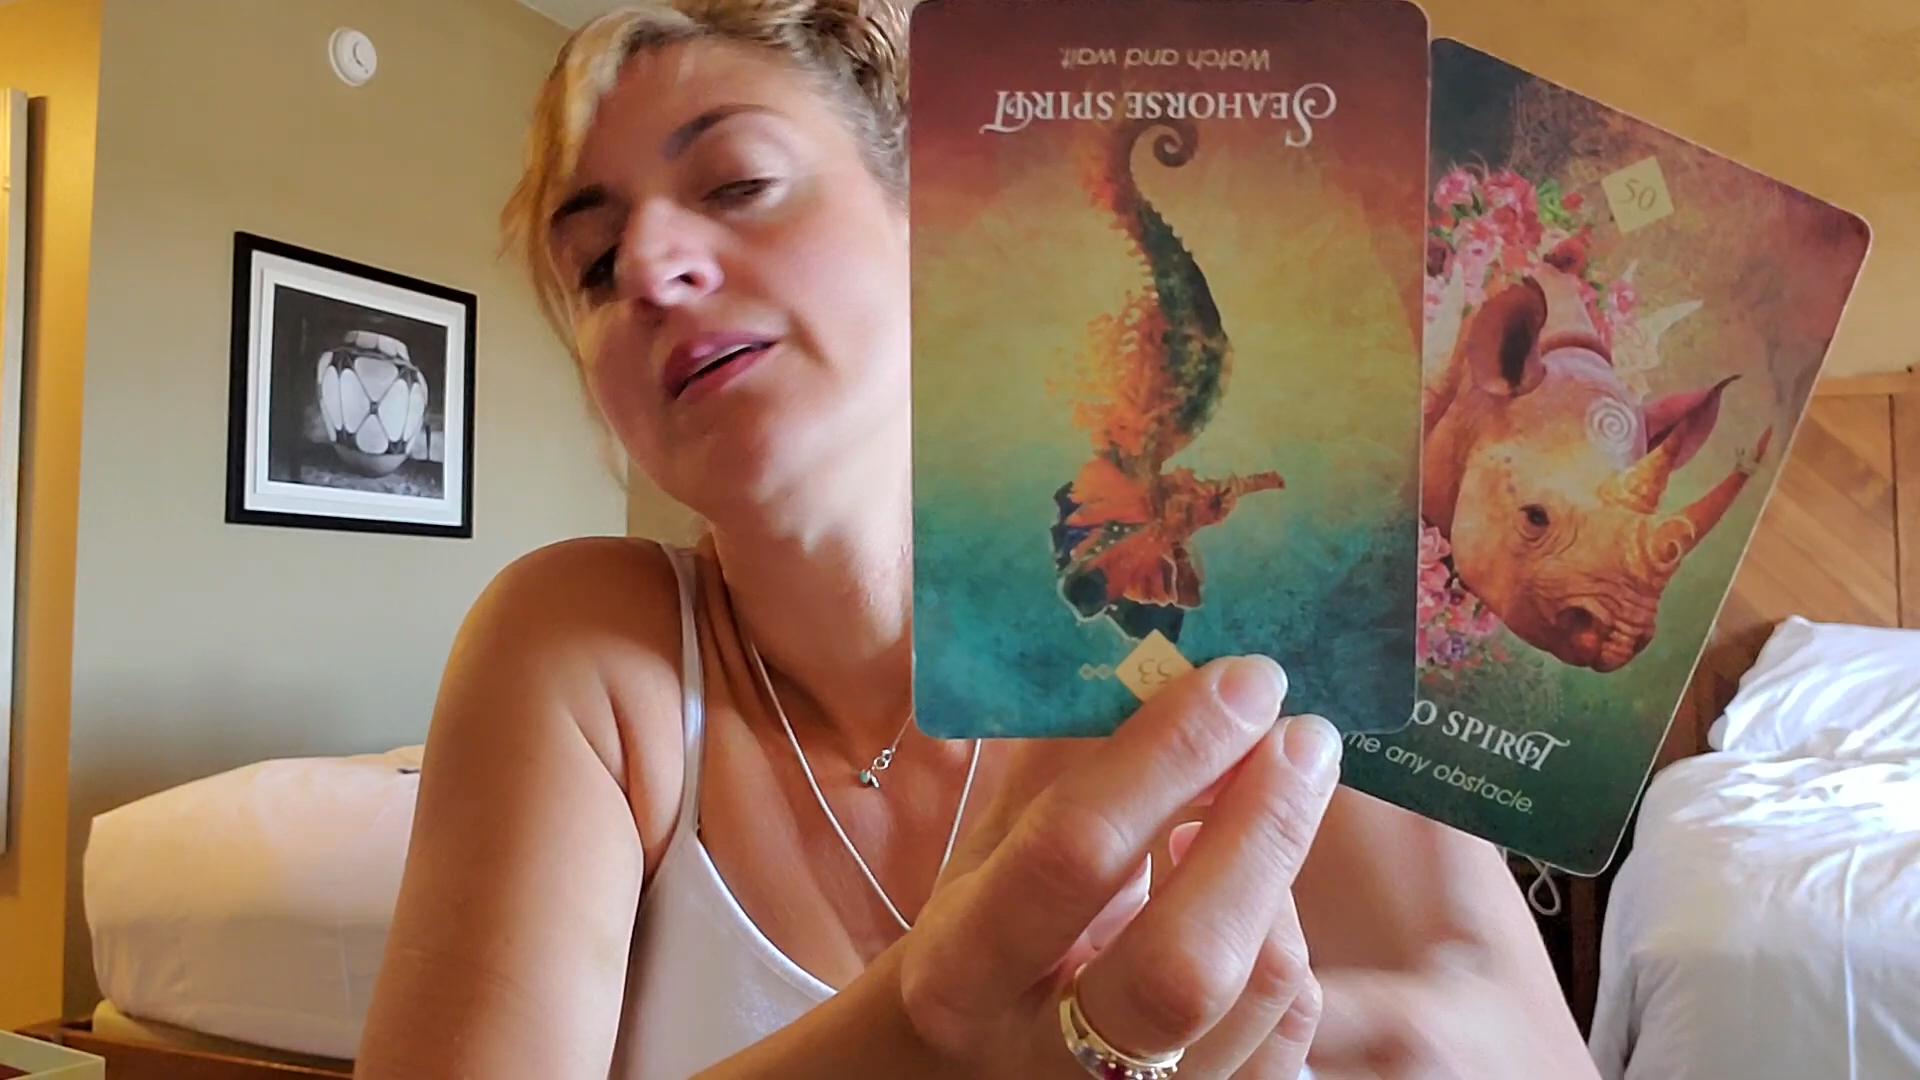 Watch and wait.
SEAHORSE SPIRIT
53
50
O SPIRIT
me any obstacle.